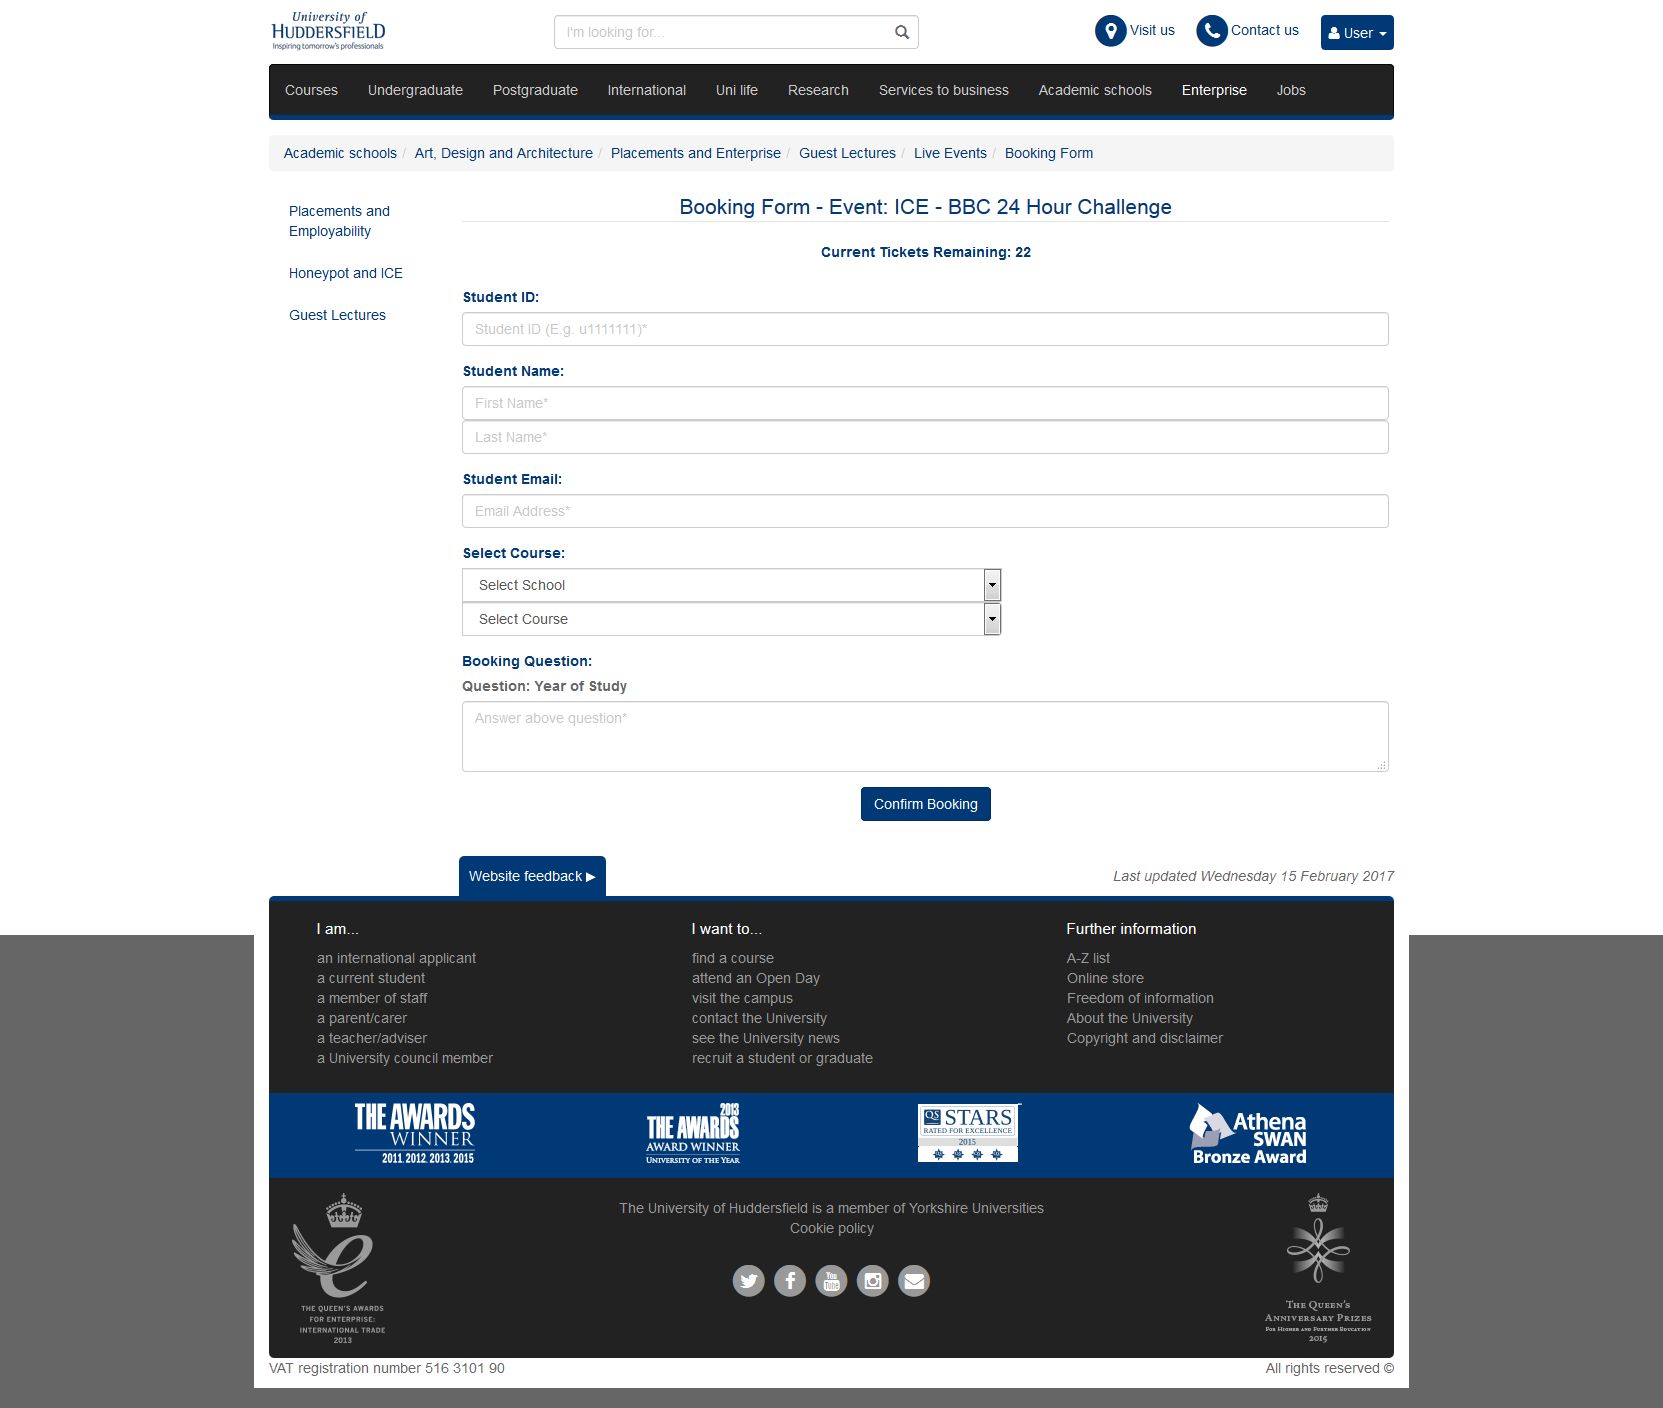 University of
HUDDERSFIELD
Inspiring tomorrow's professionals
I'm looking for...
Visit us
Contact us
User
Courses Undergraduate Postgraduate International Uni life Research Services to business Academic schools Enterprise Jobs
Academic schools / Art, Design and Architecture / Placements and Enterprise / Guest Lectures / Live Events / Booking Form
Placements and
Employability
Honeypot and ICE
Guest Lectures
Booking Form - Event: ICE - BBC 24 Hour Challenge
Current Tickets Remaining: 22
Student ID:
Student ID (E.g. u1111111)*
Student Name:
First Name*
Last Name*
Student Email:
Email Address*
Select Course:
Select School
Select Course
Booking Question:
Question: Year of Study
Answer above question*
Confirm Booking
Website feedback ▶
Last updated Wednesday 15 February 2017
I am...
an international applicant
a current student
a member of staff
a parent/carer
a teacher/adviser
a University council member
I want to...
find a course
attend an Open Day
visit the campus
contact the University
see the University news
recruit a student or graduate
Further information
A-Z list
Online store
Freedom of information
About the University
Copyright and disclaimer
THE AWARDS
WINNER
2011. 2012. 2013. 2015
2013
THE AWARDS
AWARD WINNER
UNIVERSITY OF THE YEAR
QS STARS
RATED FOR EXCELLENCE
2015
Athena
SWAN
Bronze Award
THE QUEEN'S AWARDS
FOR ENTERPRISE:
INTERNATIONAL TRADE
2013
The University of Huddersfield is a member of Yorkshire Universities
Cookie policy
You
Tube
THE QUEEN'S
ANNIVERSARY PRIZES
FOR HIGHER AND FURTHER EDUCATION
2015
VAT registration number 516 3101 90
All rights reserved ©